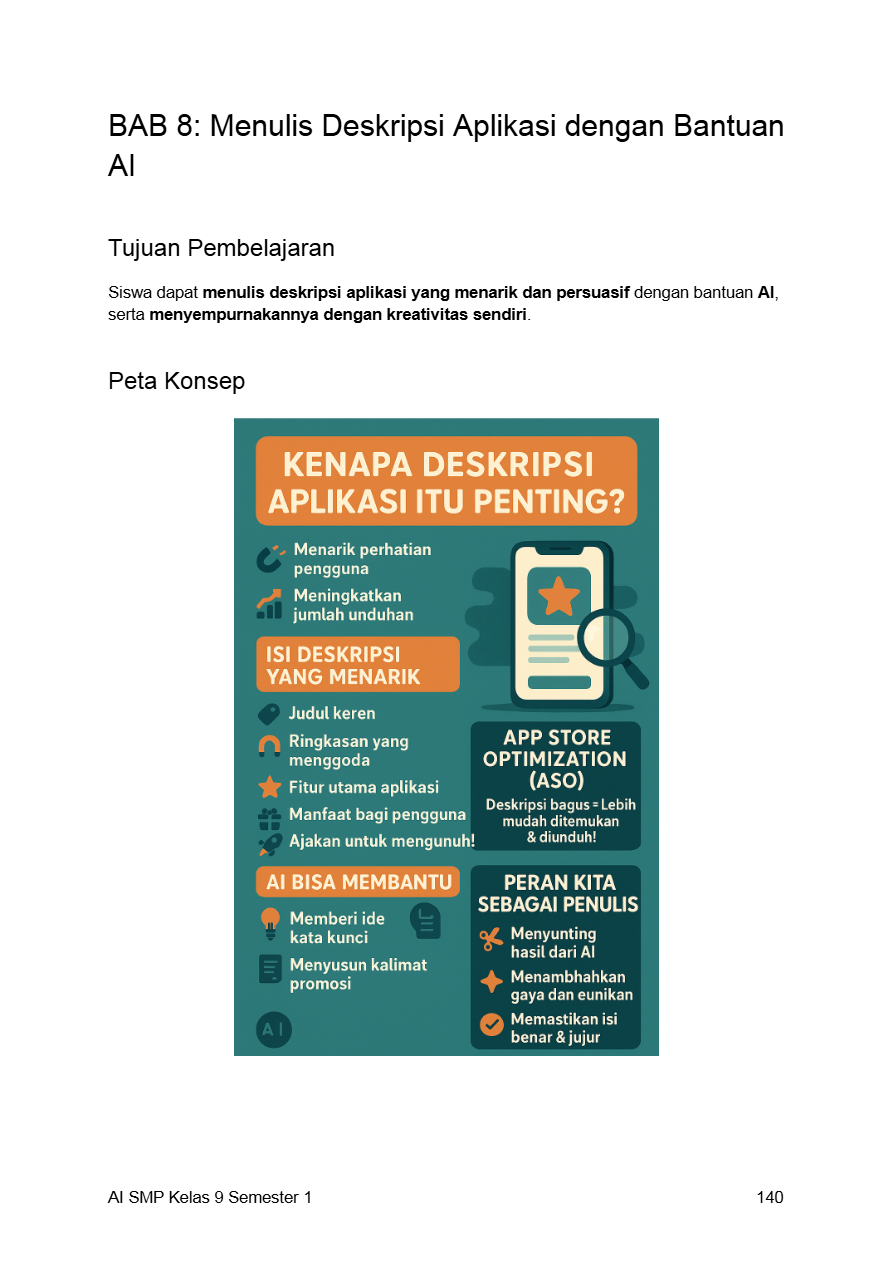 BAB 8: Menulis Deskripsi Aplikasi dengan Bantuan
AI
Tujuan Pembelajaran
Siswa dapat menulis deskripsi aplikasi yang menarik dan persuasif dengan bantuan AI,
serta menyempurnakannya dengan kreativitas sendiri.
Peta Konsep
KENAPA DESKRIPSI
APLIKASI ITU PENTING?
Menarik perhatian
pengguna
Meningkatkan
jumlah unduhan
ISI DESKRIPSI
YANG MENARIK
Judul keren
Ringkasan yang
menggoda
Fitur utama aplikasi
Manfaat bagi pengguna
Ajakan untuk mengunuh!
APP STORE
OPTIMIZATION
(ASO)
Deskripsi bagus = Lebih
mudah ditemukan
& diunduh!
AI BISA MEMBANTU
Memberi ide
kata kunci
Menyusun kalimat
promosi
AI
PERAN KITA
SEBAGAI PENULIS
Menyunting
hasil dari AI
Menambhahkan
gaya dan eunikan
Memastikan isi
benar & jujur
AI SMP Kelas 9 Semester 1
140